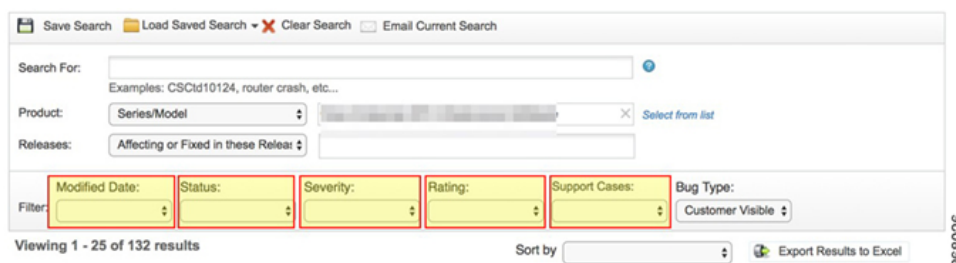 Save Search Load Saved Search Clear Search Email Current Search
Search For:
Examples: CSCtd10124, router crash, etc...
Product: Series/Model Select from list
Releases: Affecting or Fixed in these Releas
Modified Date: Status: Severity: Rating: Support Cases: Bug Type:
Filter: Customer Visible
Viewing 1 - 25 of 132 results Sort by Export Results to Excel